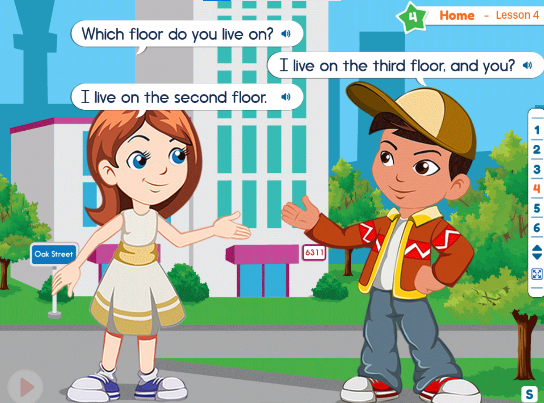 4 Home - Lesson 4
Which floor do you live on?
I live on the third floor, and you?
I live on the second floor.
Oak Street
6311
1
2
3
4
5
6
S